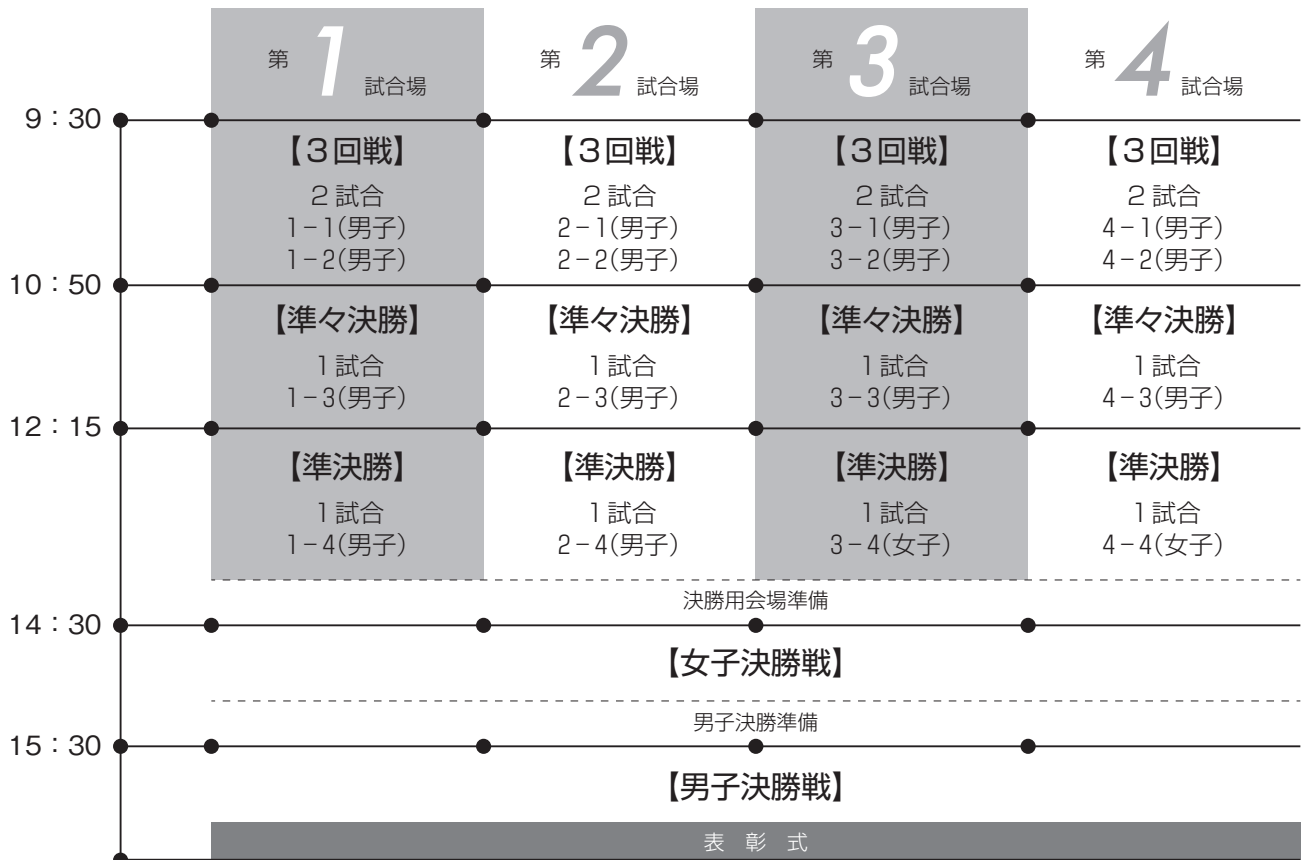 第1試合場 第2試合場 第3試合場 第4試合場
9：30
【3回戦】 【3回戦】 【3回戦】 【3回戦】
2試合 2試合 2試合 2試合
1−1(男子) 2−1(男子) 3−1(男子) 4−1(男子)
1−2(男子) 2−2(男子) 3−2(男子) 4−2(男子)
10：50
【準々決勝】 【準々決勝】 【準々決勝】 【準々決勝】
1試合 1試合 1試合 1試合
1−3(男子) 2−3(男子) 3−3(男子) 4−3(男子)
12：15
【準決勝】 【準決勝】 【準決勝】 【準決勝】
1試合 1試合 1試合 1試合
1−4(男子) 2−4(男子) 3−4(女子) 4−4(女子)
決勝用会場準備
14：30
【女子決勝戦】
男子決勝準備
15：30
【男子決勝戦】
表 彰 式